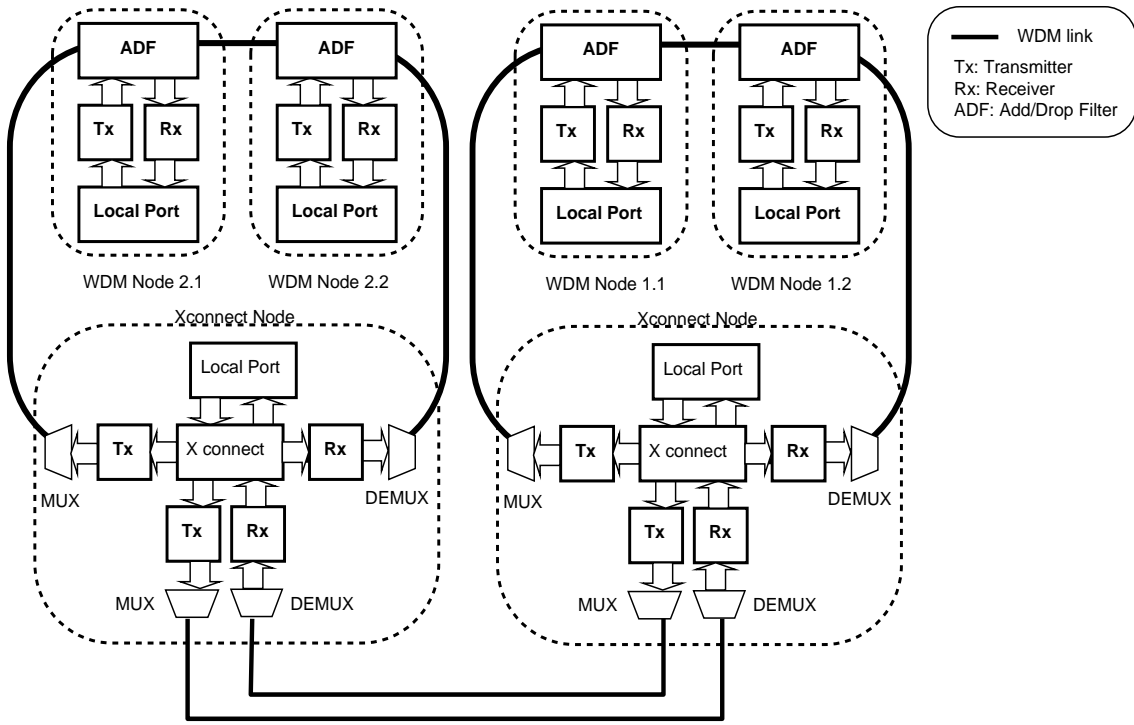 ADF
ADF
Tx
Rx
Tx
Rx
Local Port
Local Port
WDM Node 2.1
WDM Node 2.2
Xconnect Node
Local Port
Tx
X connect
Rx
MUX
DEMUX
Tx
Rx
MUX
DEMUX
ADF
ADF
Tx
Rx
Tx
Rx
Local Port
Local Port
WDM Node 1.1
WDM Node 1.2
Xconnect Node
Local Port
Tx
X connect
Rx
MUX
DEMUX
Tx
Rx
MUX
DEMUX
WDM link
Tx: Transmitter
Rx: Receiver
ADF: Add/Drop Filter